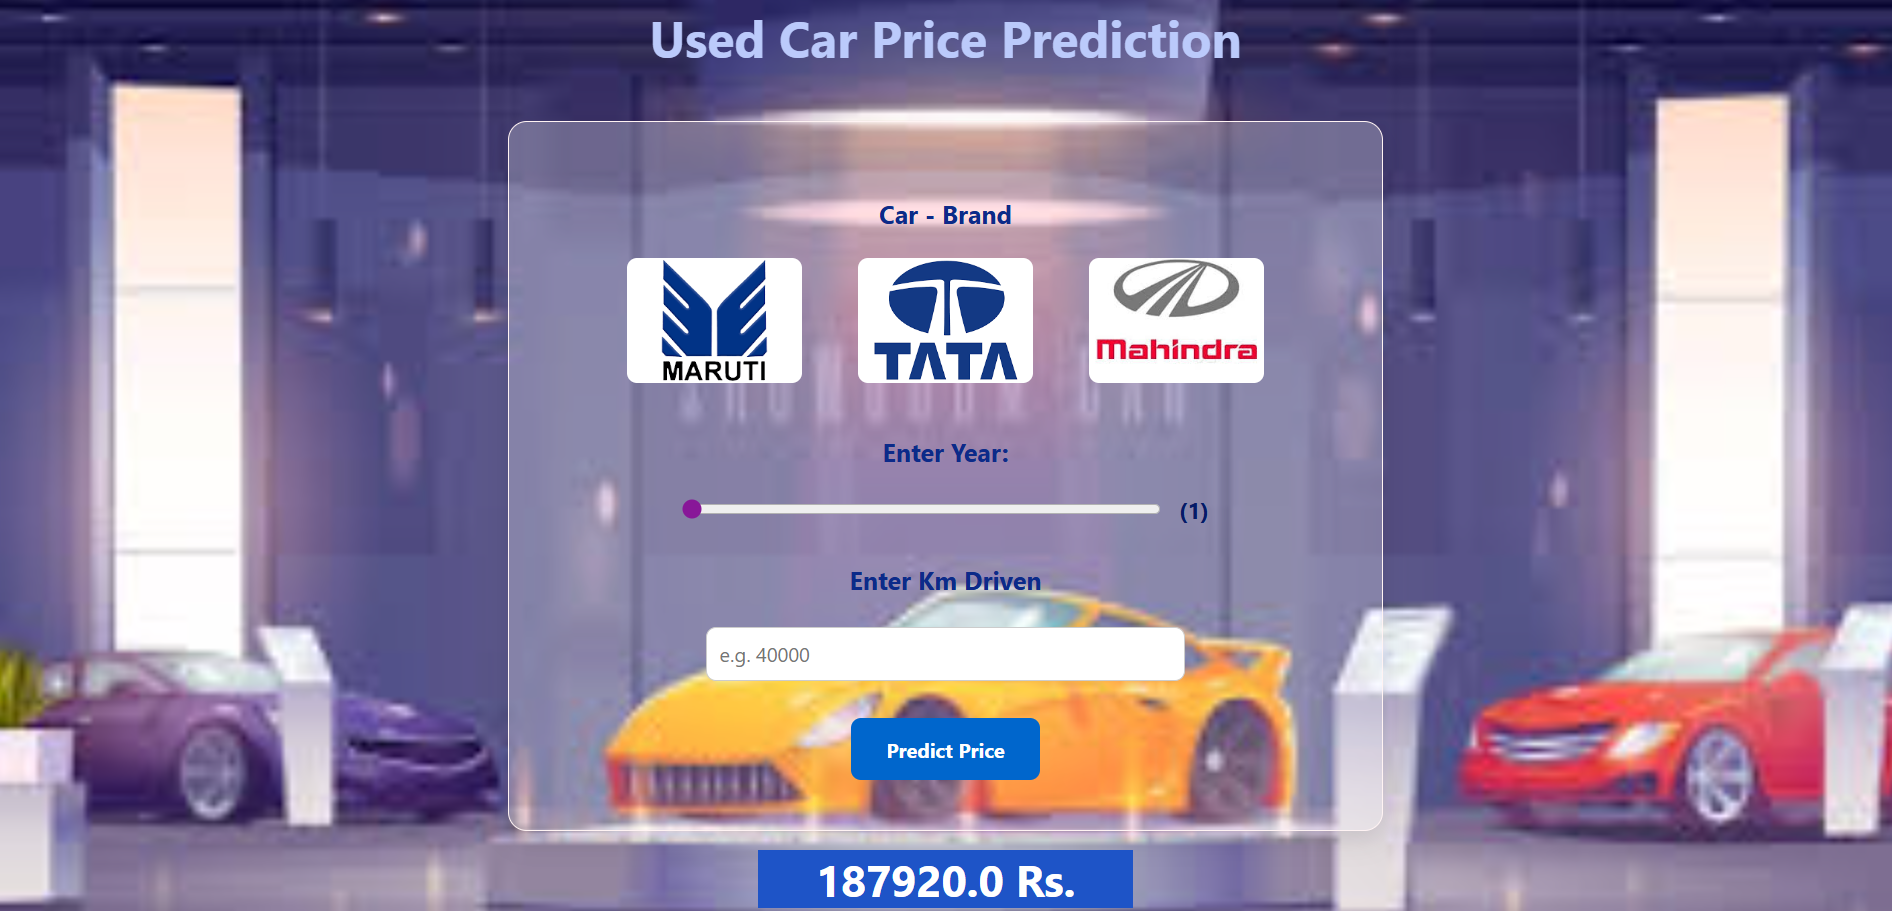 Used Car Price Prediction
Car - Brand
MARUTI
TATA
Mahindra
Enter Year:
(1)
Enter Km Driven
e.g. 40000
Predict Price
187920.0 Rs.